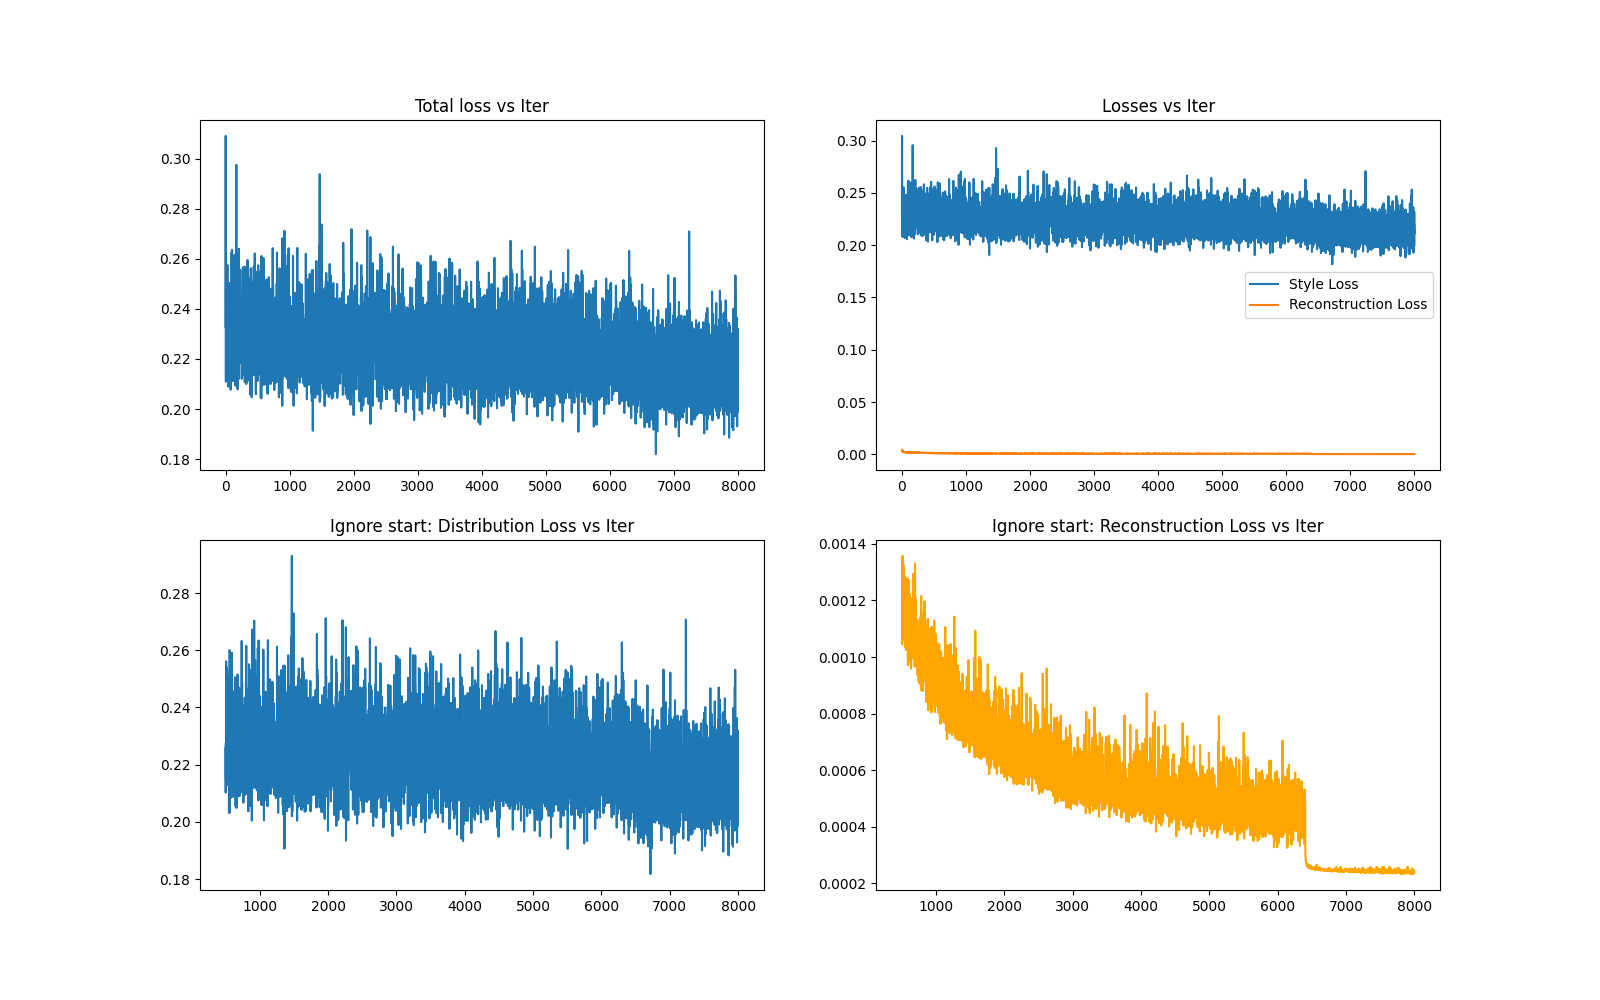 Total loss vs Iter
0.30
0.28
0.26
0.24
0.22
0.20
0.18
0 1000 2000 3000 4000 5000 6000 7000 8000
Losses vs Iter
0.30
0.25
0.20
0.15
0.10
0.05
0.00
Style Loss
Reconstruction Loss
0 1000 2000 3000 4000 5000 6000 7000 8000
Ignore start: Distribution Loss vs Iter
0.28
0.26
0.24
0.22
0.20
0.18
1000 2000 3000 4000 5000 6000 7000 8000
Ignore start: Reconstruction Loss vs Iter
0.0014
0.0012
0.0010
0.0008
0.0006
0.0004
0.0002
1000 2000 3000 4000 5000 6000 7000 8000